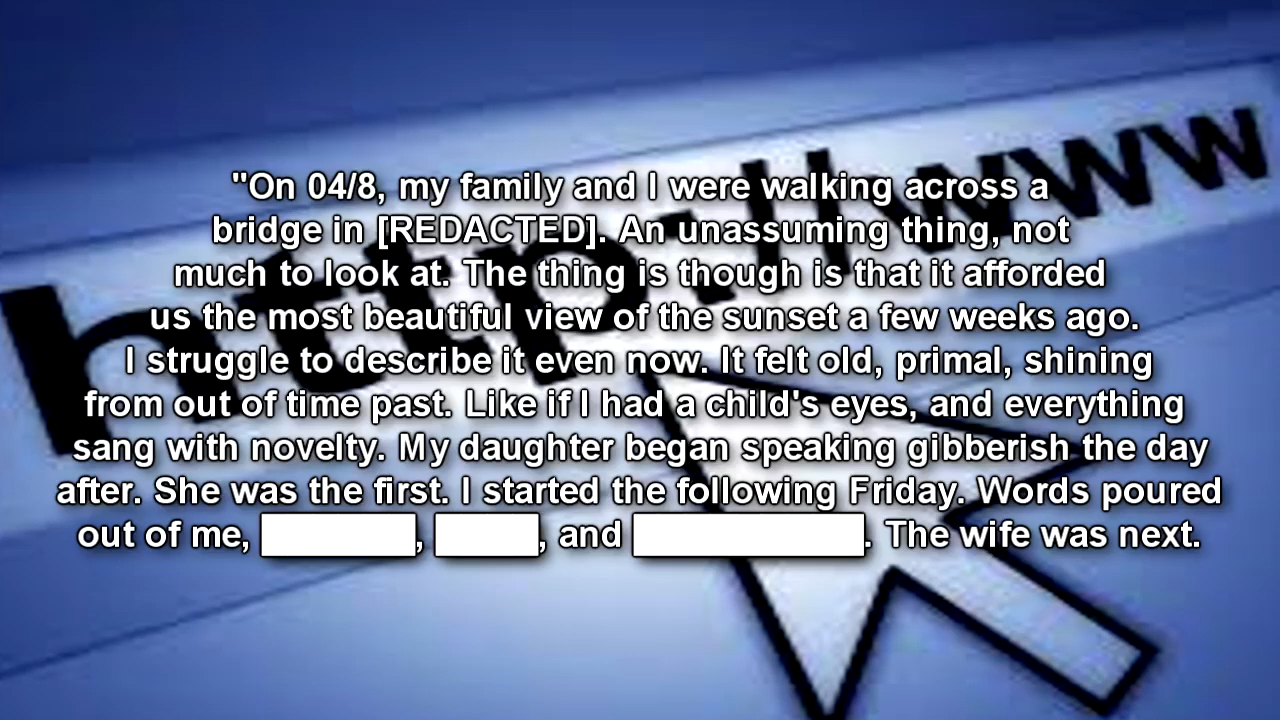 http://www
"On 04/8, my family and I were walking across a
bridge in [REDACTED]. An unassuming thing, not
much to look at. The thing is though is that it afforded
us the most beautiful view of the sunset a few weeks ago.
I struggle to describe it even now. It felt old, primal, shining
from out of time past. Like if I had a child's eyes, and everything
sang with novelty. My daughter began speaking gibberish the day
after. She was the first. I started the following Friday. Words poured
out of me, , , and . The wife was next.